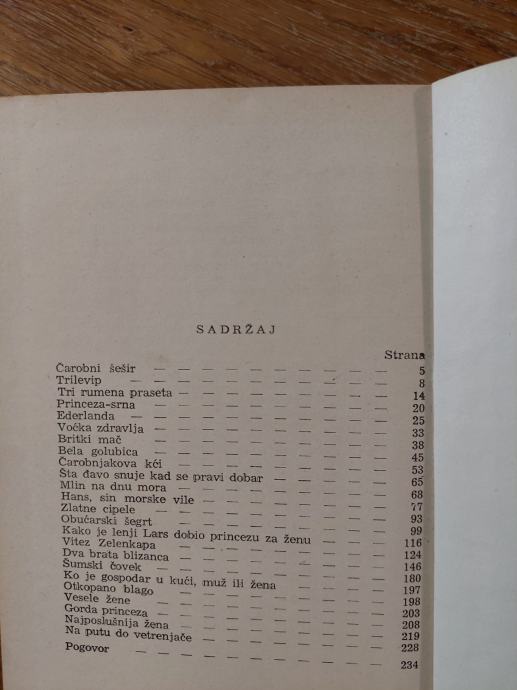 SADRŽAJ
Strana
Čarobni šešir — — — — — — — — — — 5
Trilevip — — — — — — — — — — — 8
Tri rumena praseta — — — — — — — — — 14
Princeza-srna — — — — — — — — — — 20
Ederlanda — — — — — — — — — — — 25
Voćka zdravlja — — — — — — — — — — 33
Britki mač — — — — — — — — — — — 38
Bela golubica — — — — — — — — — — 45
Čarobnjakova kći — — — — — — — — — 53
Šta đavo snuje kad se pravi dobar — — — — — 65
Mlin na dnu mora — — — — — — — — — 68
Hans, sin morske vile — — — — — — — — 77
Zlatne cipele — — — — — — — — — — 93
Obućarski šegrt — — — — — — — — — — 99
Kako je lenji Lars dobio princezu za ženu — — — — 116
Vitez Zelenkapa — — — — — — — — — — 124
Dva brata blizanca — — — — — — — — — 146
Šumski čovek — — — — — — — — — — 180
Ko je gospodar u kući, muž ili žena — — — — — 197
Otkopano blago — — — — — — — — — — 198
Vesele žene — — — — — — — — — — — 203
Gorda princeza — — — — — — — — — — 208
Najposlušnija žena — — — — — — — — — 219
Na putu do vetrenjače — — — — — — — — 228
Pogovor — — — — — — — — — — 234